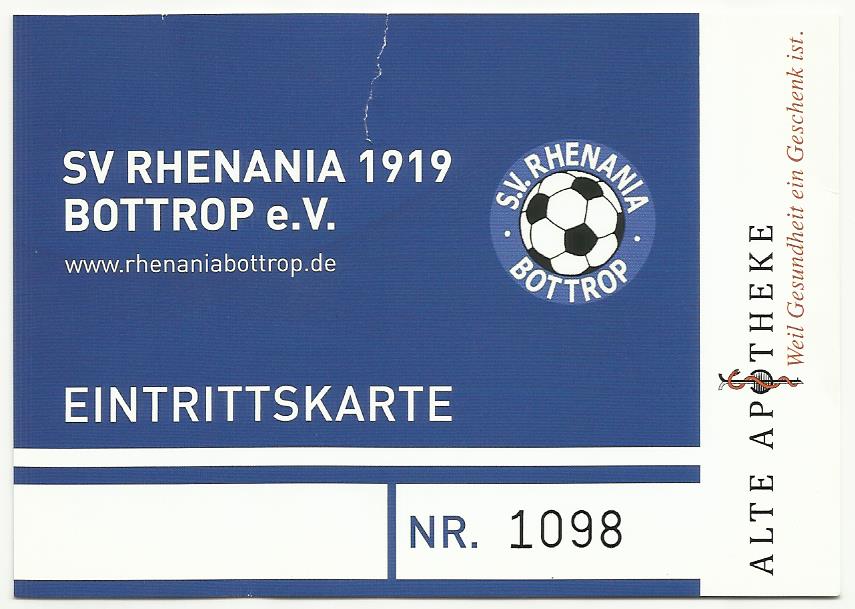 SV RHENANIA 1919
BOTTROP e.V.
www.rhenaniabottrop.de
S.V. RHENANIA
BOTTROP
EINTRITTSKARTE
NR. 1098
ALTE APOTHEKE
Weil Gesundheit ein Geschenk ist.